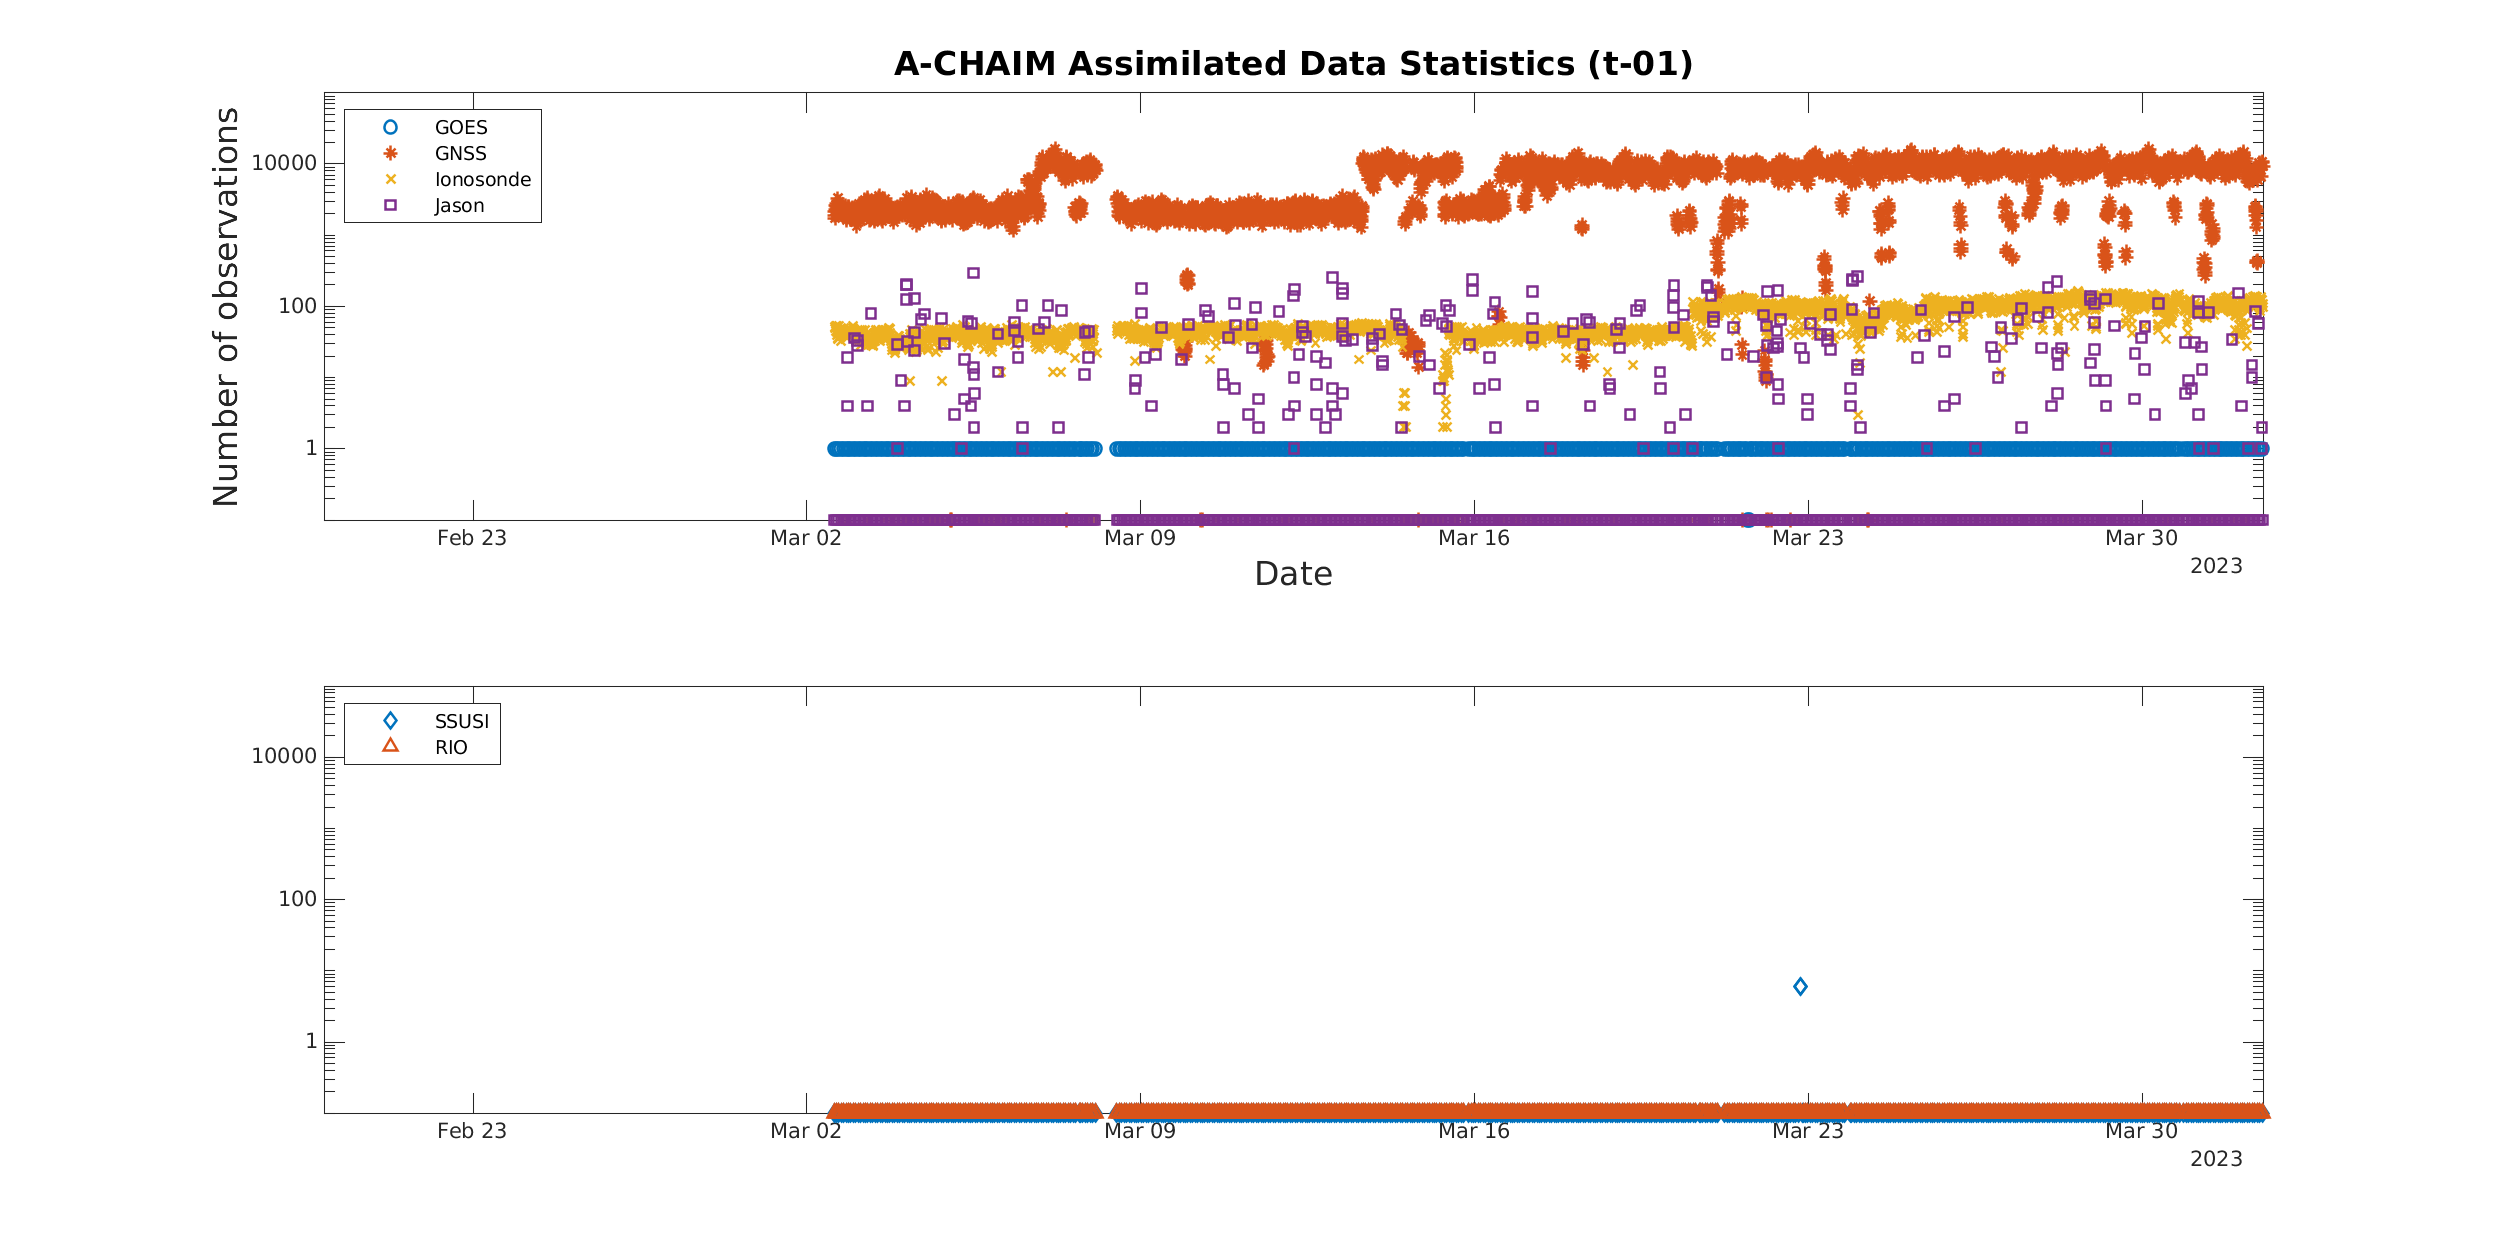 A-CHAIM Assimilated Data Statistics (t-01)
Number of observations
10000
100
1
GOES
GNSS
Ionosonde
Jason
Feb 23
Mar 02
Mar 09
Mar 16
Mar 23
Mar 30
2023
Date
10000
100
1
SSUSI
RIO
Feb 23
Mar 02
Mar 09
Mar 16
Mar 23
Mar 30
2023